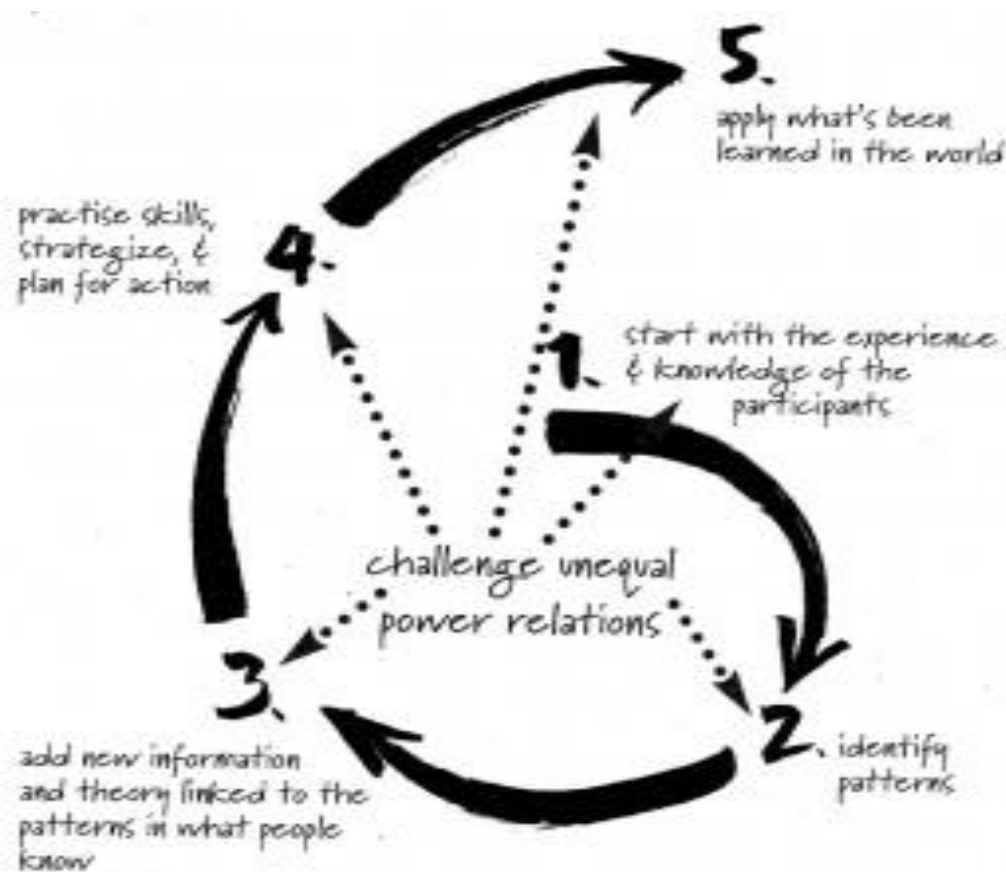 5.
apply what's been
learned in the world
practise skills,
strategize, &
plan for action
4.
1.
start with the experience
& knowledge of the
participants
challenge unequal
power relations
3.
add new information
and theory linked to the
patterns in what people
know
2.
identify
patterns